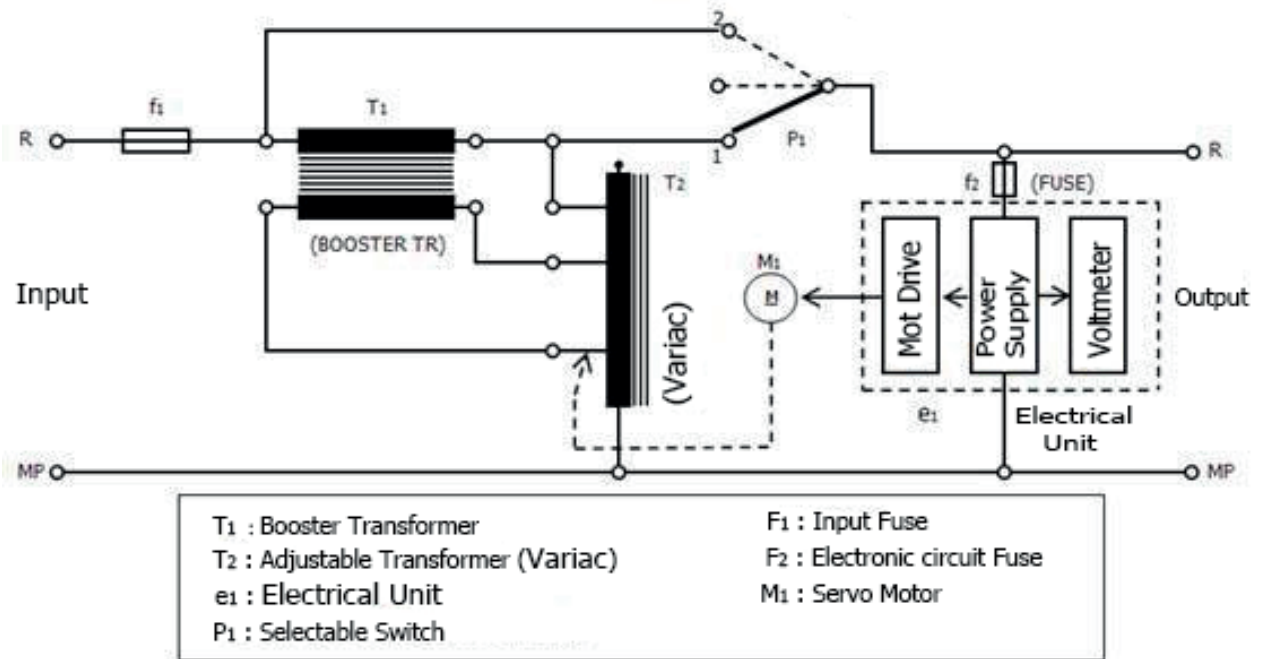 2
f1
T1
R
P1
1
R
T2
f2
(FUSE)
(BOOSTER TR)
M1
M
Input
(Variac)
Mot Drive
Power
Supply
Voltmeter
Output
e1
Electrical
Unit
MP
MP
T1 : Booster Transformer
T2 : Adjustable Transformer (Variac)
e1 : Electrical Unit
P1 : Selectable Switch
F1 : Input Fuse
F2 : Electronic circuit Fuse
M1 : Servo Motor